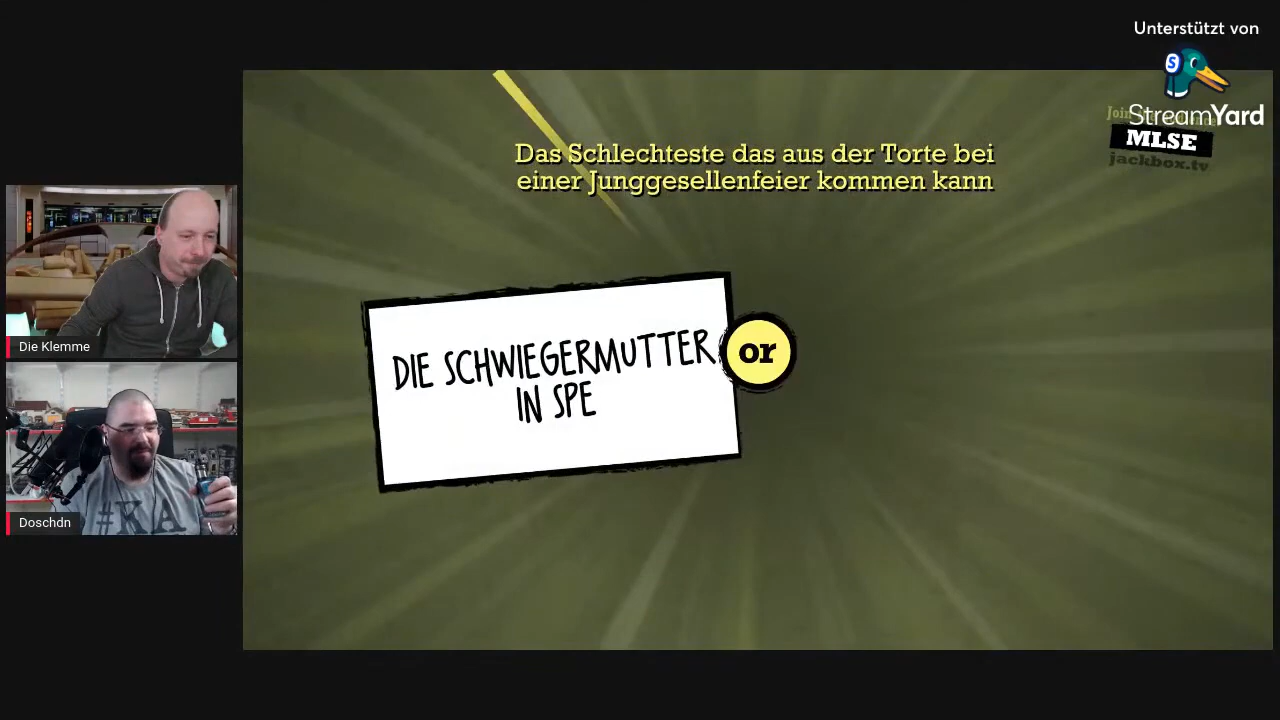 Unterstützt von
StreamYard
MLSE
jackbox.tv
Das Schlechteste das aus der Torte bei
einer Junggesellenfeier kommen kann
DIE SCHWIEGERMUTTER
IN SPE
or
Die Klemme
#KA
Doschdn